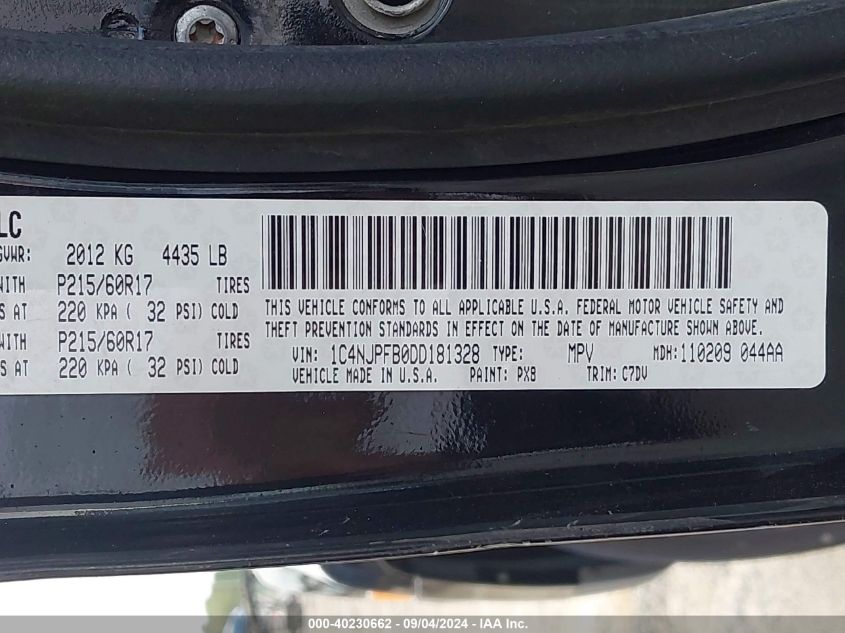 LC
GVWR: 2012 KG 4435 LB
WITH P215/60R17 TIRES
S AT 220 KPA ( 32 PSI) COLD
WITH P215/60R17 TIRES
S AT 220 KPA ( 32 PSI) COLD
THIS VEHICLE CONFORMS TO ALL APPLICABLE U.S.A. FEDERAL MOTOR VEHICLE SAFETY AND
THEFT PREVENTION STANDARDS IN EFFECT ON THE DATE OF MANUFACTURE SHOWN ABOVE.
VIN: 1C4NJPFB0DD181328 TYPE: MPV MDH:110209 044AA
VEHICLE MADE IN U.S.A. PAINT: PX8 TRIM: C7DV
000-40230662 - 09/04/2024 - IAA Inc.